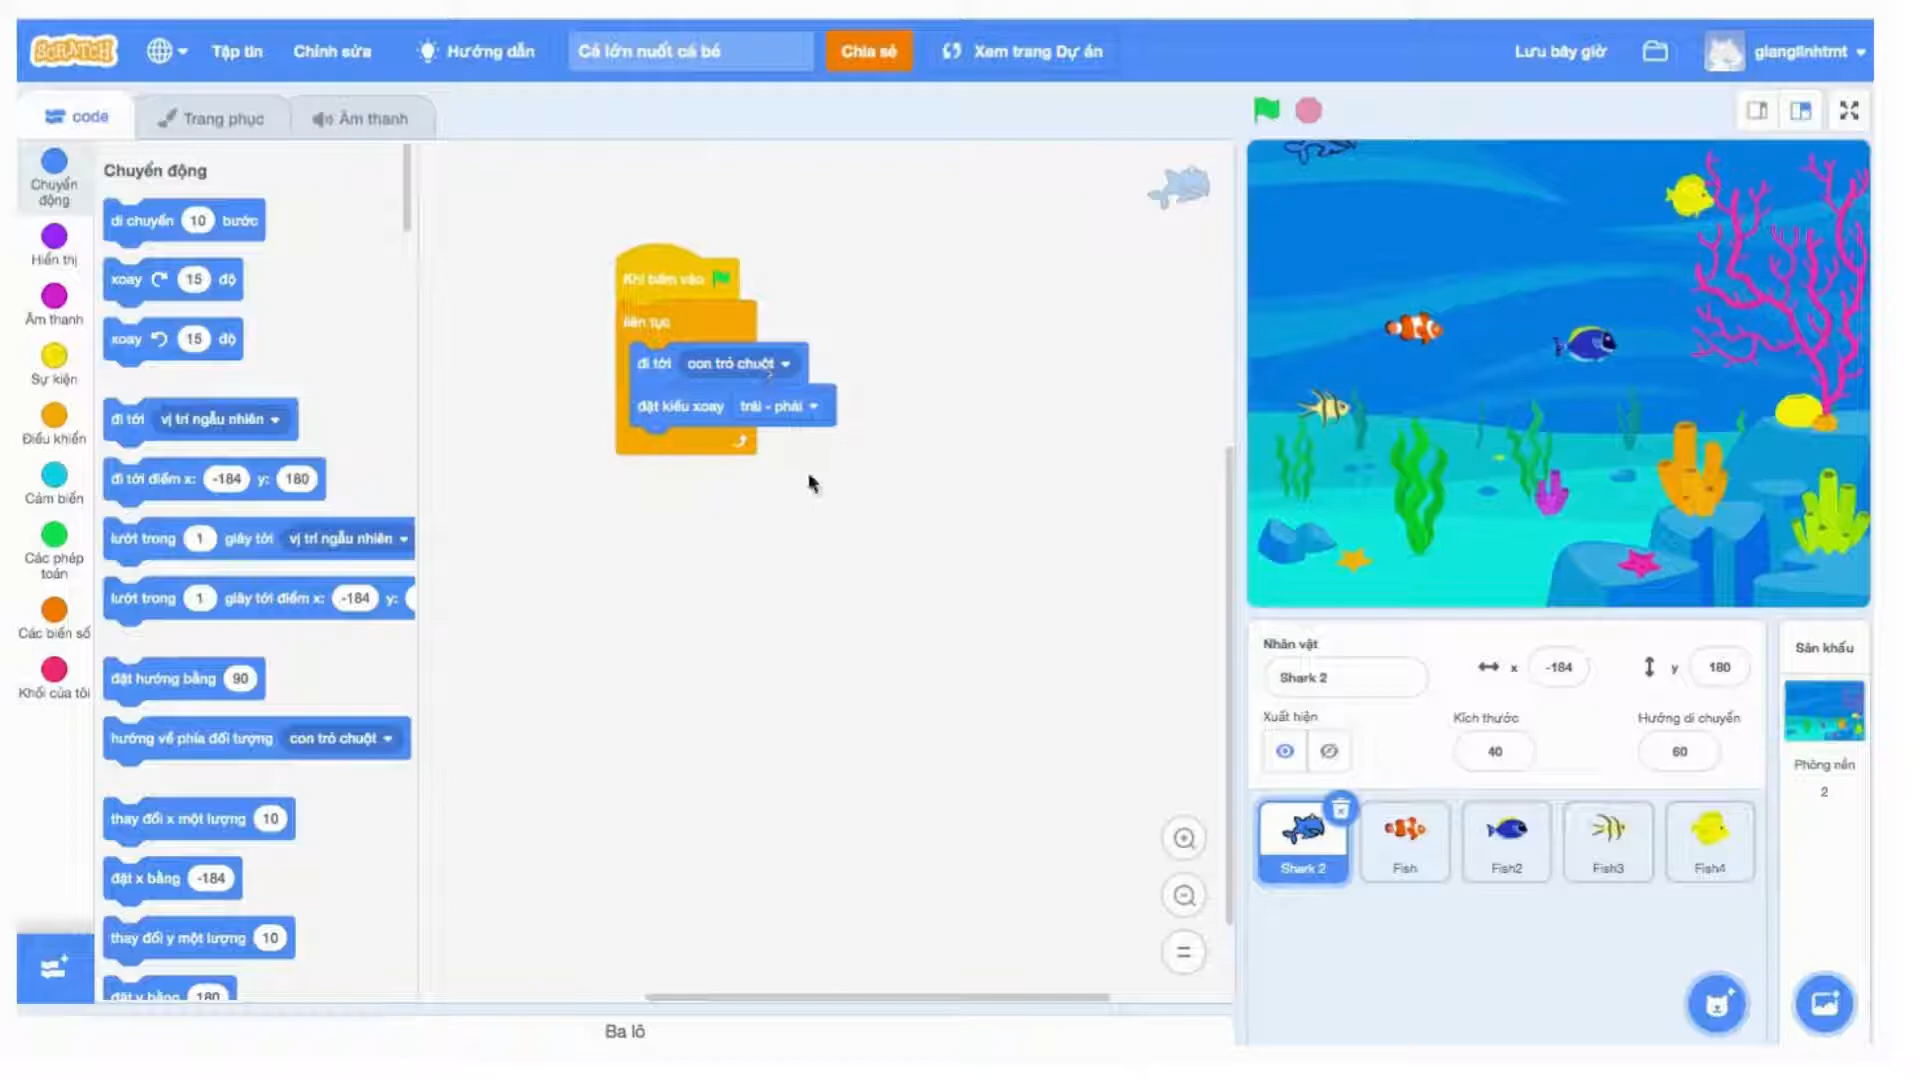 SCRATCH
Tập tin
Chỉnh sửa
Hướng dẫn
Cá lớn nuốt cá bé
Chia sẻ
Xem trang Dự án
Lưu bây giờ
gianglinhtmt
code
Trang phục
Âm thanh
Chuyển động
Hiển thị
Âm thanh
Sự kiện
Điều khiển
Cảm biến
Các phép toán
Các biến số
Khối của tôi
Chuyển động
di chuyển 10 bước
xoay 15 độ
xoay 15 độ
đi tới vị trí ngẫu nhiên
đi tới điểm x: -184 y: 180
lướt trong 1 giây tới vị trí ngẫu nhiên
lướt trong 1 giây tới điểm x: -184 y:
đặt hướng bằng 90
hướng về phía đối tượng con trỏ chuột
thay đổi x một lượng 10
đặt x bằng -184
thay đổi y một lượng 10
đặt y bằng 180
Khi bấm vào
liên tục
đi tới con trỏ chuột
đặt kiểu xoay trái - phải
Ba lô
Nhân vật
Shark 2
x -184
y 180
Xuất hiện
Kích thước
40
Hướng di chuyển
60
Shark 2
Fish
Fish2
Fish3
Fish4
Sân khấu
Phông nền
2